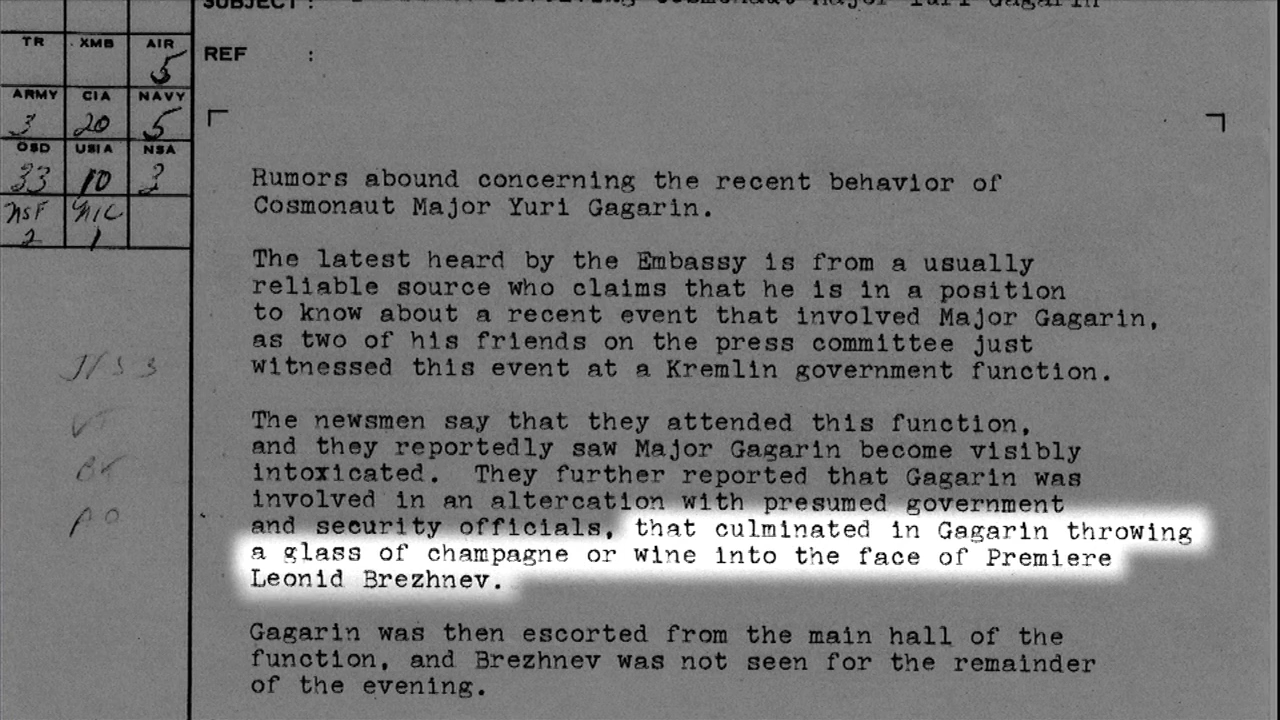 SUBJECT : Cosmonaut Major Yuri Gagarin
TR XMB AIR
5
REF :
ARMY CIA NAVY
3 20 5
OSD USIA NSA
33 10 3
NSF NIC
2 1
Rumors abound concerning the recent behavior of
Cosmonaut Major Yuri Gagarin.
The latest heard by the Embassy is from a usually
reliable source who claims that he is in a position
to know about a recent event that involved Major Gagarin,
as two of his friends on the press committee just
witnessed this event at a Kremlin government function.
The newsmen say that they attended this function,
and they reportedly saw Major Gagarin become visibly
intoxicated. They further reported that Gagarin was
involved in an altercation with presumed government
and security officials, that culminated in Gagarin throwing
a glass of champagne or wine into the face of Premiere
Leonid Brezhnev.
Gagarin was then escorted from the main hall of the
function, and Brezhnev was not seen for the remainder
of the evening.